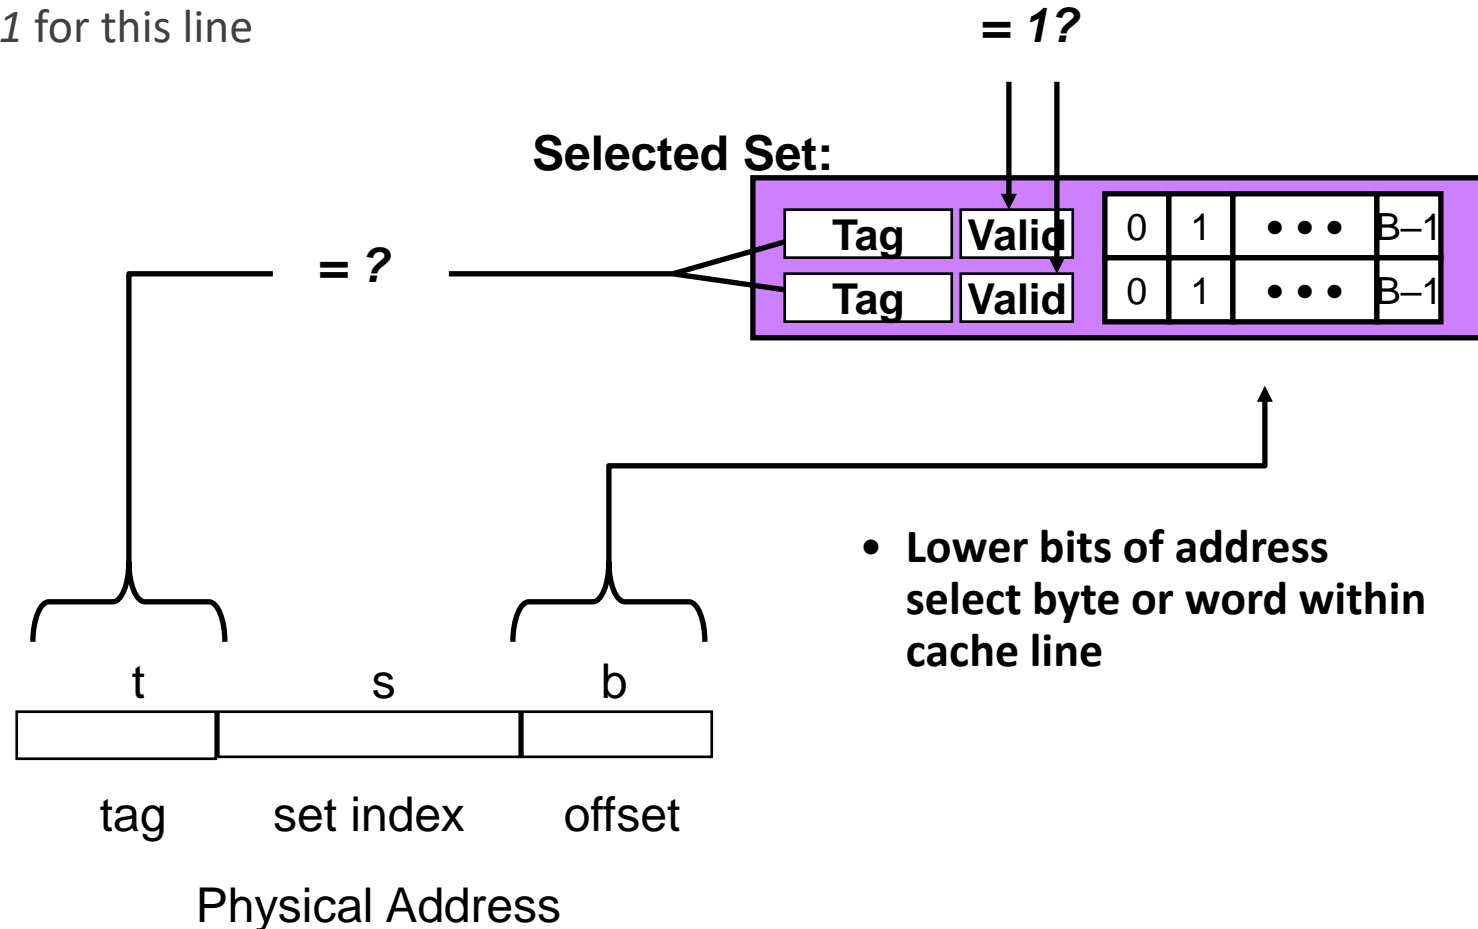 1 for this line
= 1?
Selected Set:
Tag Valid 0 1 • • • B–1
= ?
Tag Valid 0 1 • • • B–1
• Lower bits of address
select byte or word within
cache line
t s b
tag set index offset
Physical Address